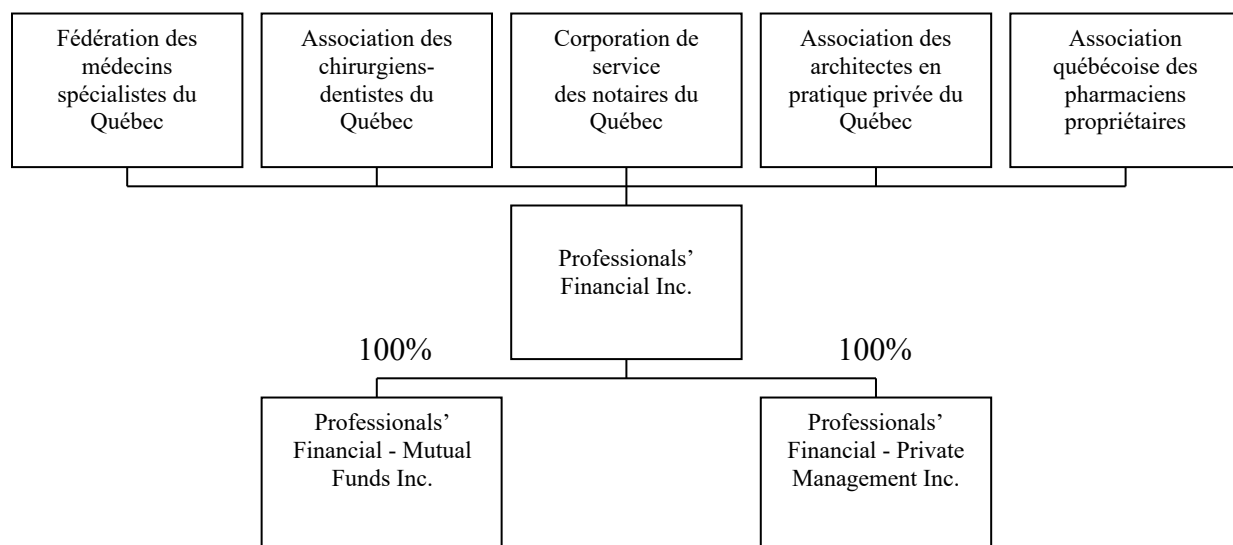 Fédération des
médecins
spécialistes du
Québec
Association des
chirurgiens-
dentistes du
Québec
Corporation de
service
des notaires du
Québec
Association des
architectes en
pratique privée du
Québec
Association
québécoise des
pharmaciens
propriétaires
Professionals’
Financial Inc.
100%
100%
Professionals’
Financial - Mutual
Funds Inc.
Professionals’
Financial - Private
Management Inc.